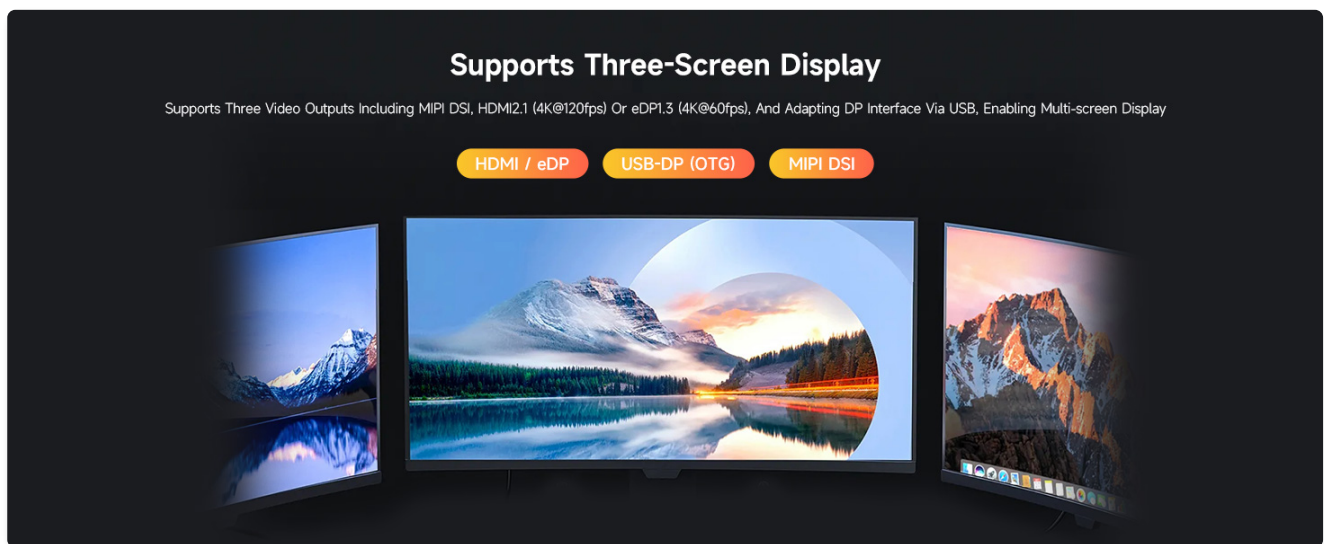 Supports Three-Screen Display
Supports Three Video Outputs Including MIPI DSI, HDMI2.1 (4K@120fps) Or eDP1.3 (4K@60fps), And Adapting DP Interface Via USB, Enabling Multi-screen Display
HDMI / eDP
USB-DP (OTG)
MIPI DSI